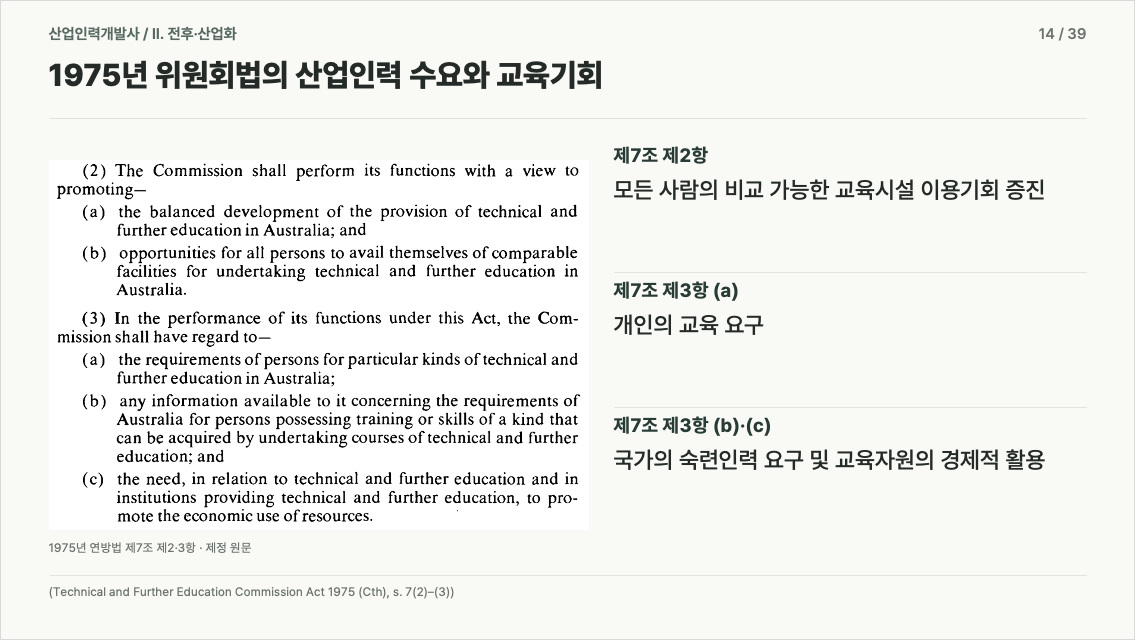 산업인력개발사 / II. 전후·산업화
14 / 39
1975년 위원회법의 산업인력 수요와 교육기회
(2) The Commission shall perform its functions with a view to
promoting—
(a) the balanced development of the provision of technical and
further education in Australia; and
(b) opportunities for all persons to avail themselves of comparable
facilities for undertaking technical and further education in
Australia.
(3) In the performance of its functions under this Act, the Com-
mission shall have regard to—
(a) the requirements of persons for particular kinds of technical and
further education in Australia;
(b) any information available to it concerning the requirements of
Australia for persons possessing training or skills of a kind that
can be acquired by undertaking courses of technical and further
education; and
(c) the need, in relation to technical and further education and in
institutions providing technical and further education, to pro-
mote the economic use of resources.
1975년 연방법 제7조 제2·3항 · 제정 원문
제7조 제2항
모든 사람의 비교 가능한 교육시설 이용기회 증진
제7조 제3항 (a)
개인의 교육 요구
제7조 제3항 (b)·(c)
국가의 숙련인력 요구 및 교육자원의 경제적 활용
(Technical and Further Education Commission Act 1975 (Cth), s. 7(2)–(3))